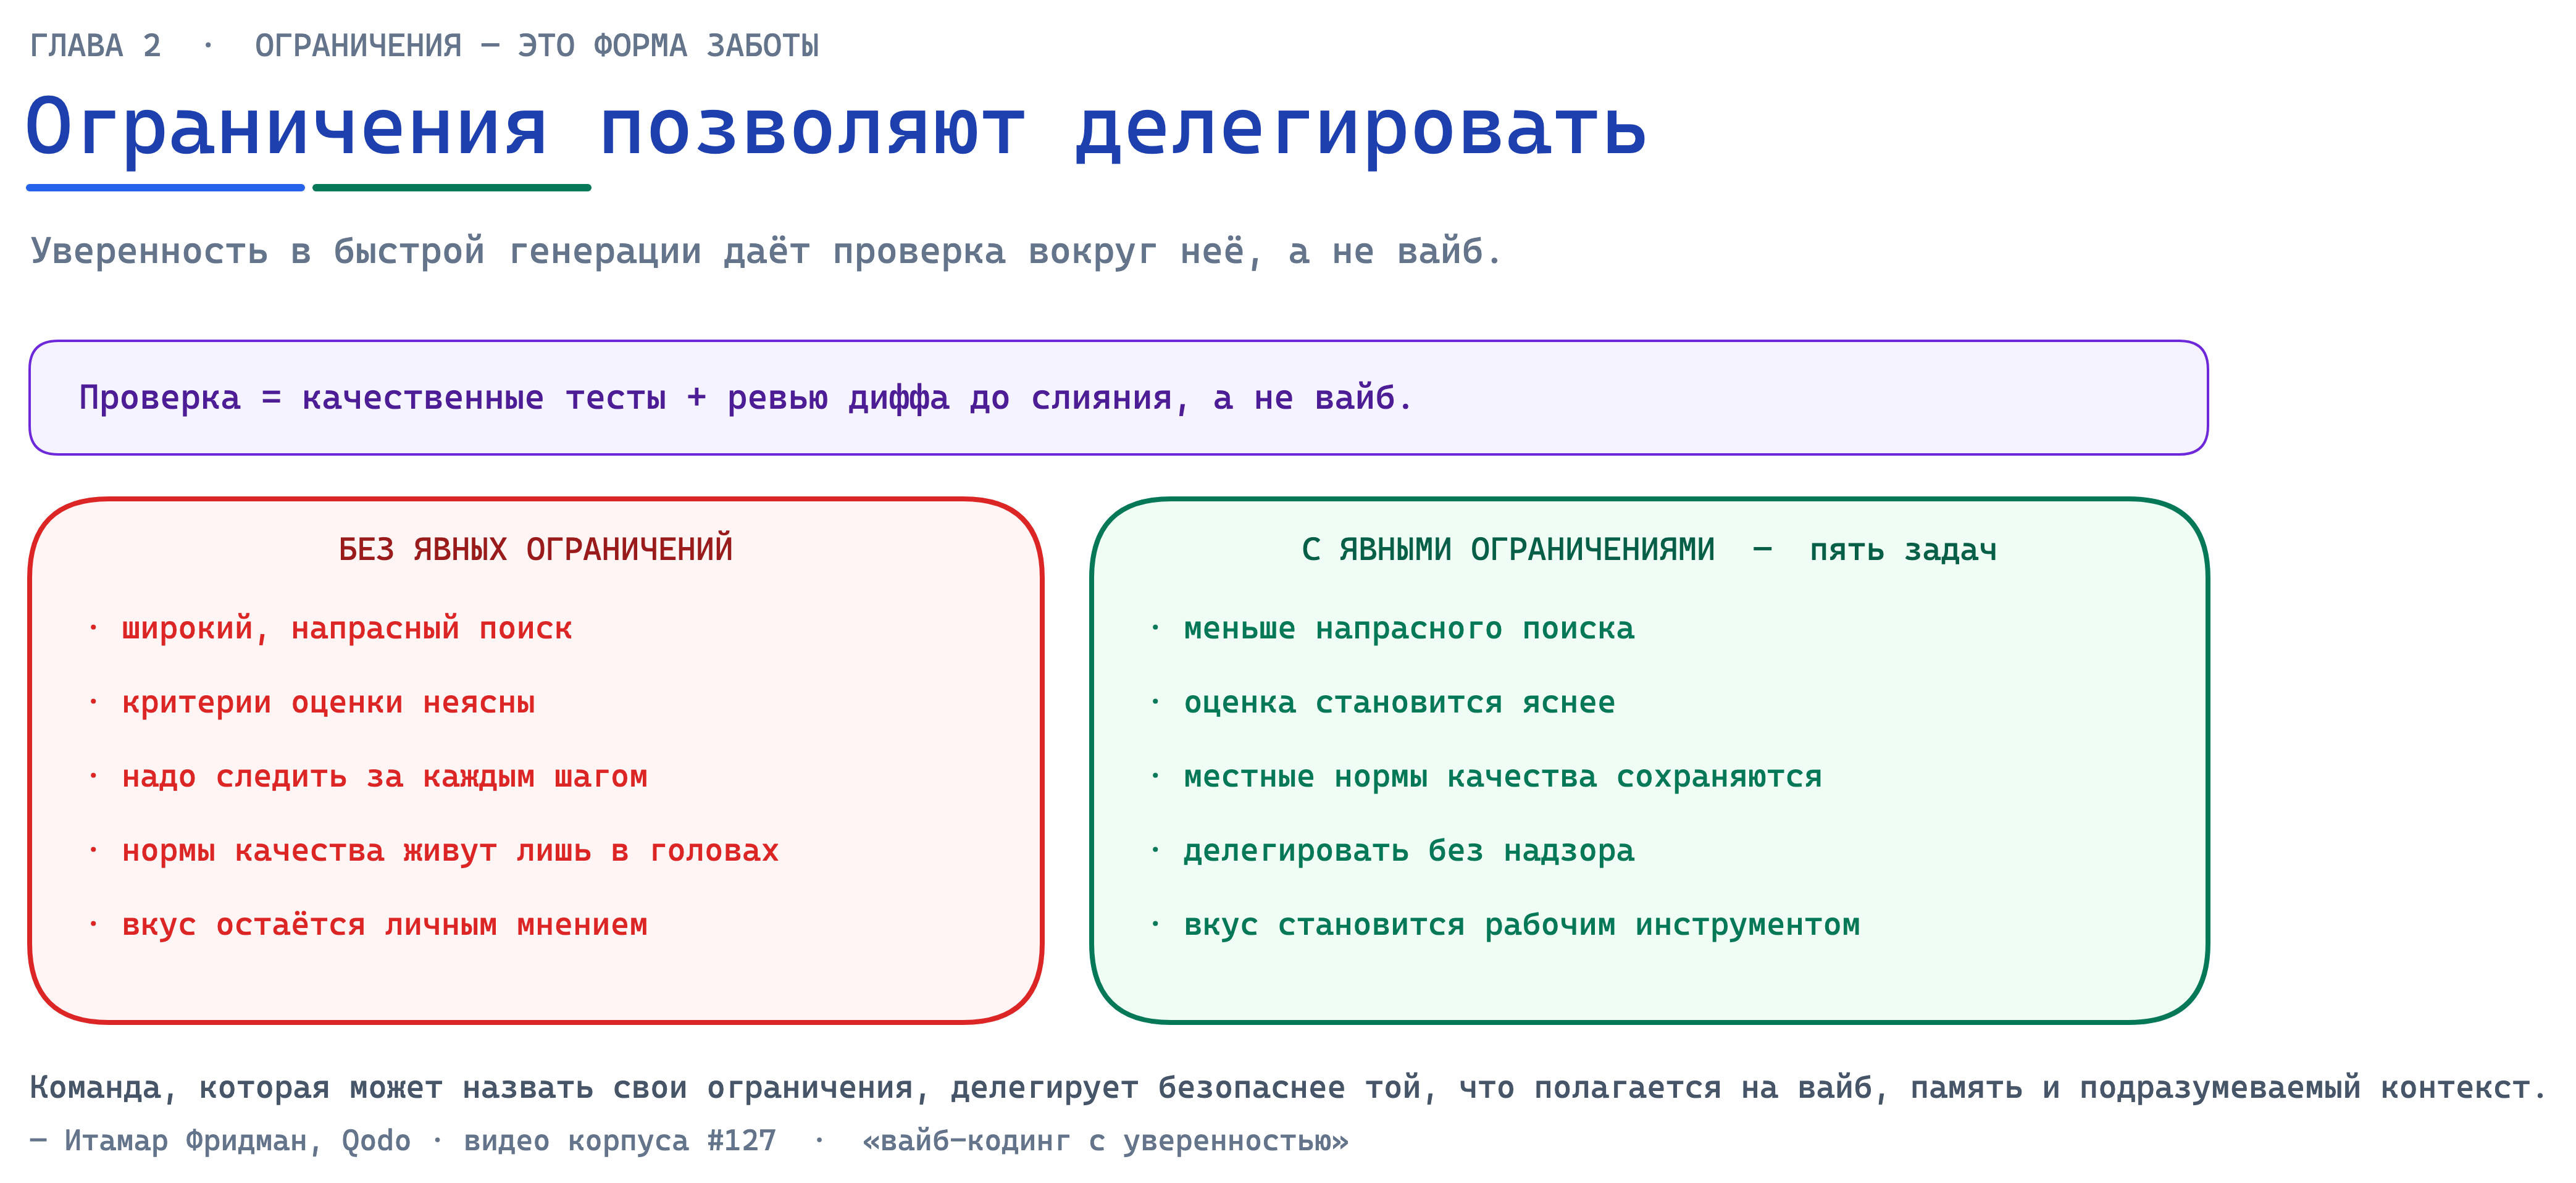 ГЛАВА 2 · ОГРАНИЧЕНИЯ — ЭТО ФОРМА ЗАБОТЫ
Ограничения позволяют делегировать
Уверенность в быстрой генерации даёт проверка вокруг неё, а не вайб.
Проверка = качественные тесты + ревью диффа до слияния, а не вайб.
БЕЗ ЯВНЫХ ОГРАНИЧЕНИЙ
· широкий, напрасный поиск
· критерии оценки неясны
· надо следить за каждым шагом
· нормы качества живут лишь в головах
· вкус остаётся личным мнением
С ЯВНЫМИ ОГРАНИЧЕНИЯМИ — пять задач
· меньше напрасного поиска
· оценка становится яснее
· местные нормы качества сохраняются
· делегировать без надзора
· вкус становится рабочим инструментом
Команда, которая может назвать свои ограничения, делегирует безопаснее той, что полагается на вайб, память и подразумеваемый контекст.
— Итамар Фридман, Qodo · видео корпуса #127 · «вайб-кодинг с уверенностью»